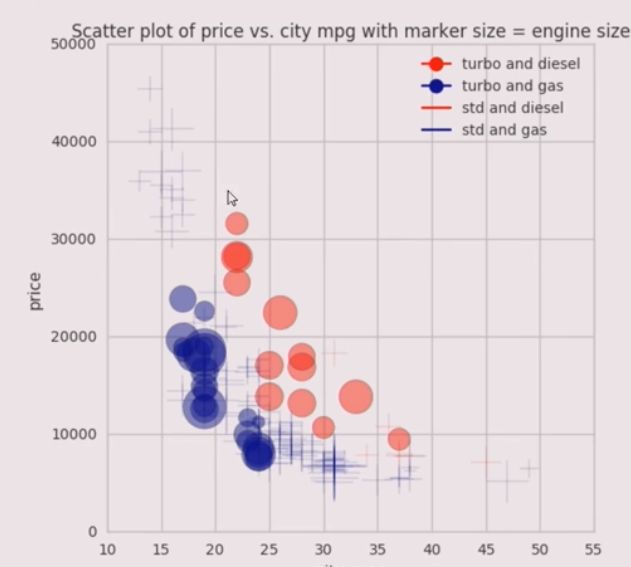 Scatter plot of price vs. city mpg with marker size = engine size
50000
turbo and diesel
turbo and gas
std and diesel
std and gas
40000
30000
price
20000
10000
0
10 15 20 25 30 35 40 45 50 55